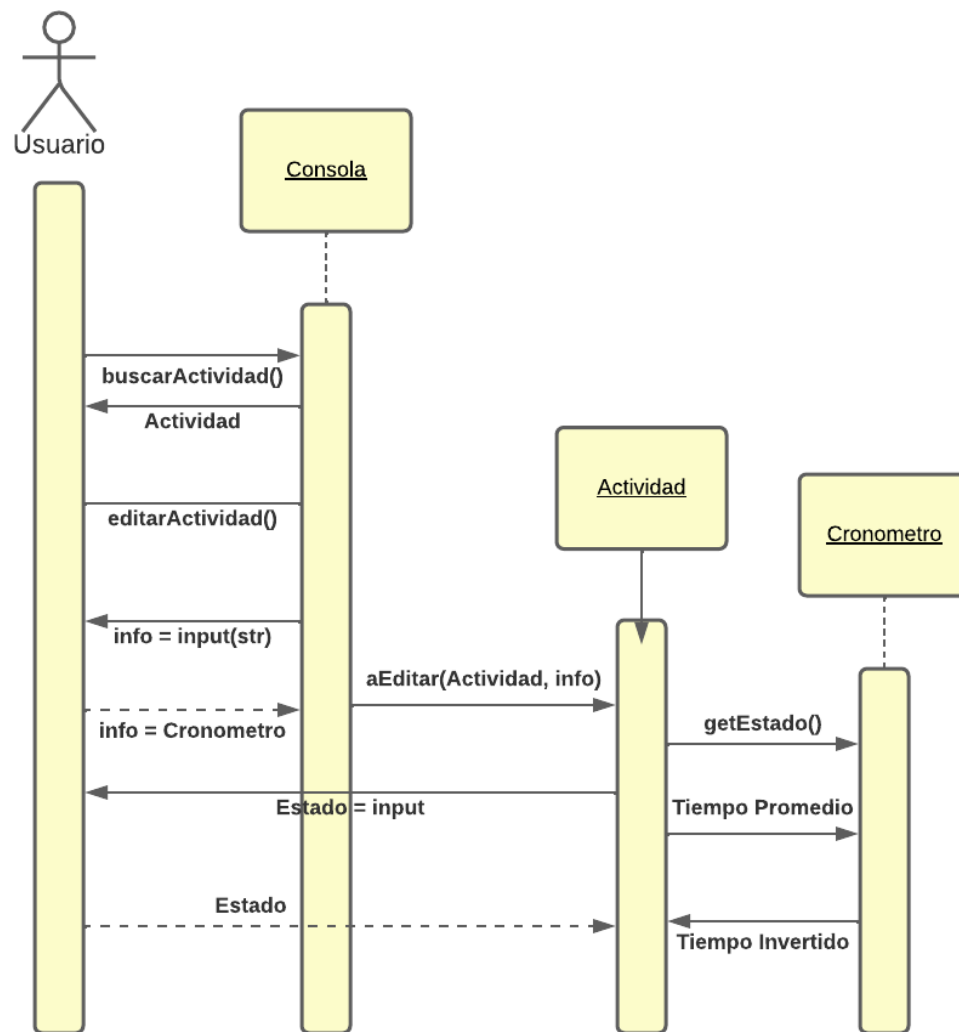 Usuario
Consola
buscarActividad()
Actividad
editarActividad()
Actividad
Cronometro
info = input(str)
aEditar(Actividad, info)
info = Cronometro
getEstado()
Estado = input
Tiempo Promedio
Estado
Tiempo Invertido